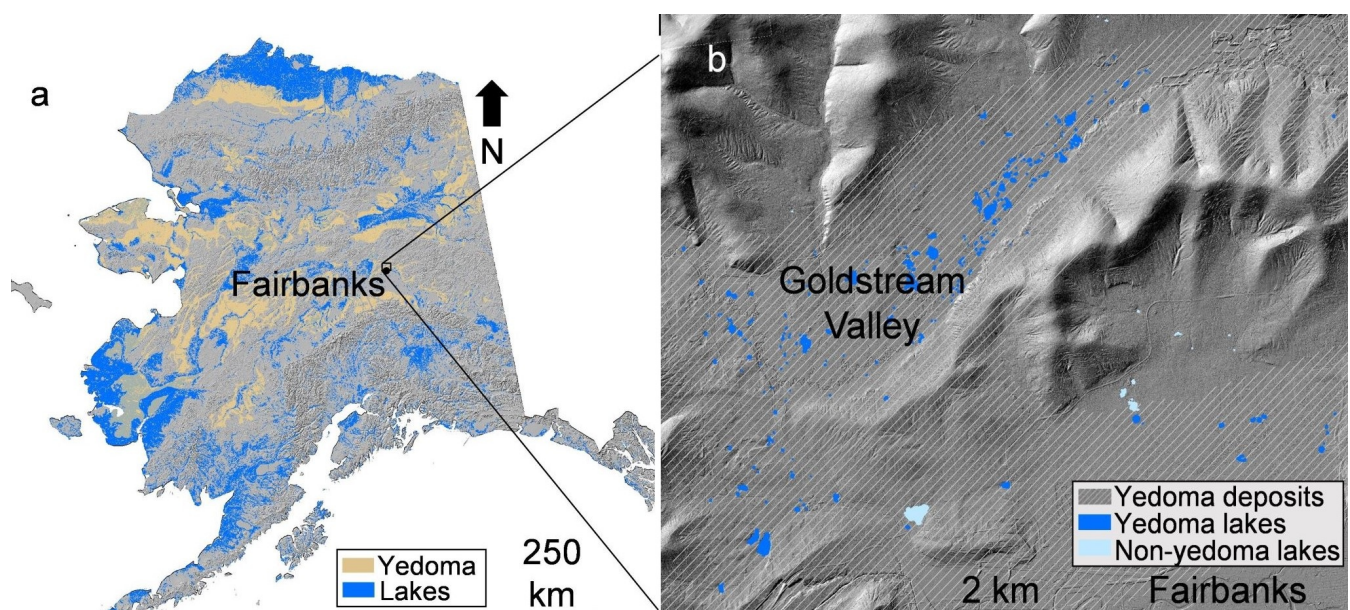 a
N
Fairbanks
Yedoma
Lakes
250
km
b
Goldstream
Valley
Yedoma deposits
Yedoma lakes
Non-yedoma lakes
2 km
Fairbanks